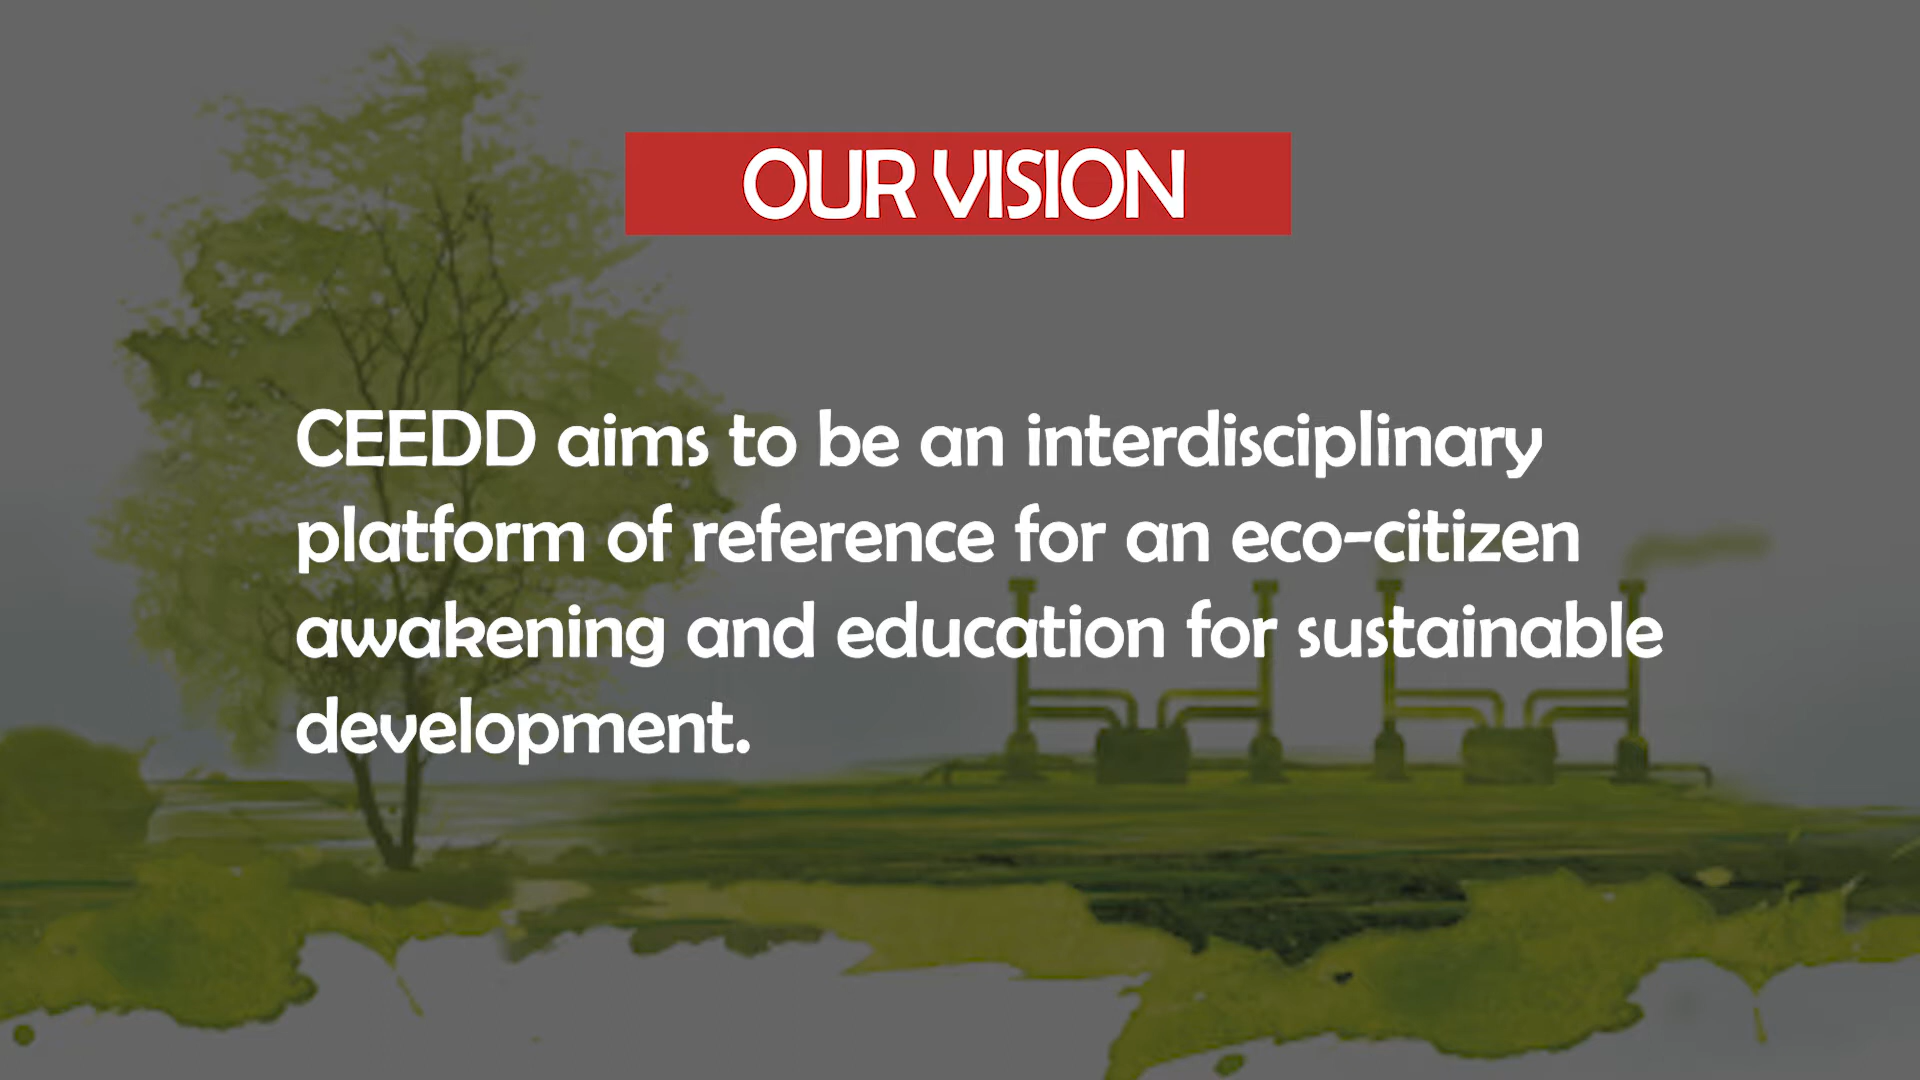 OUR VISION
CEEDD aims to be an interdisciplinary
platform of reference for an eco-citizen
awakening and education for sustainable
development.